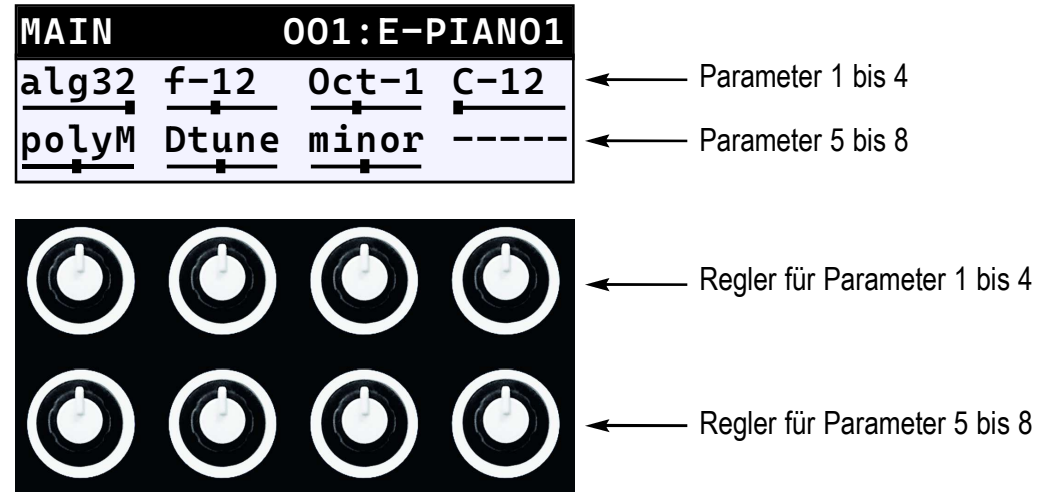 MAIN 001:E-PIANO1
alg32 f-12 Oct-1 C-12 Parameter 1 bis 4
polyM Dtune minor ----- Parameter 5 bis 8
Regler für Parameter 1 bis 4
Regler für Parameter 5 bis 8